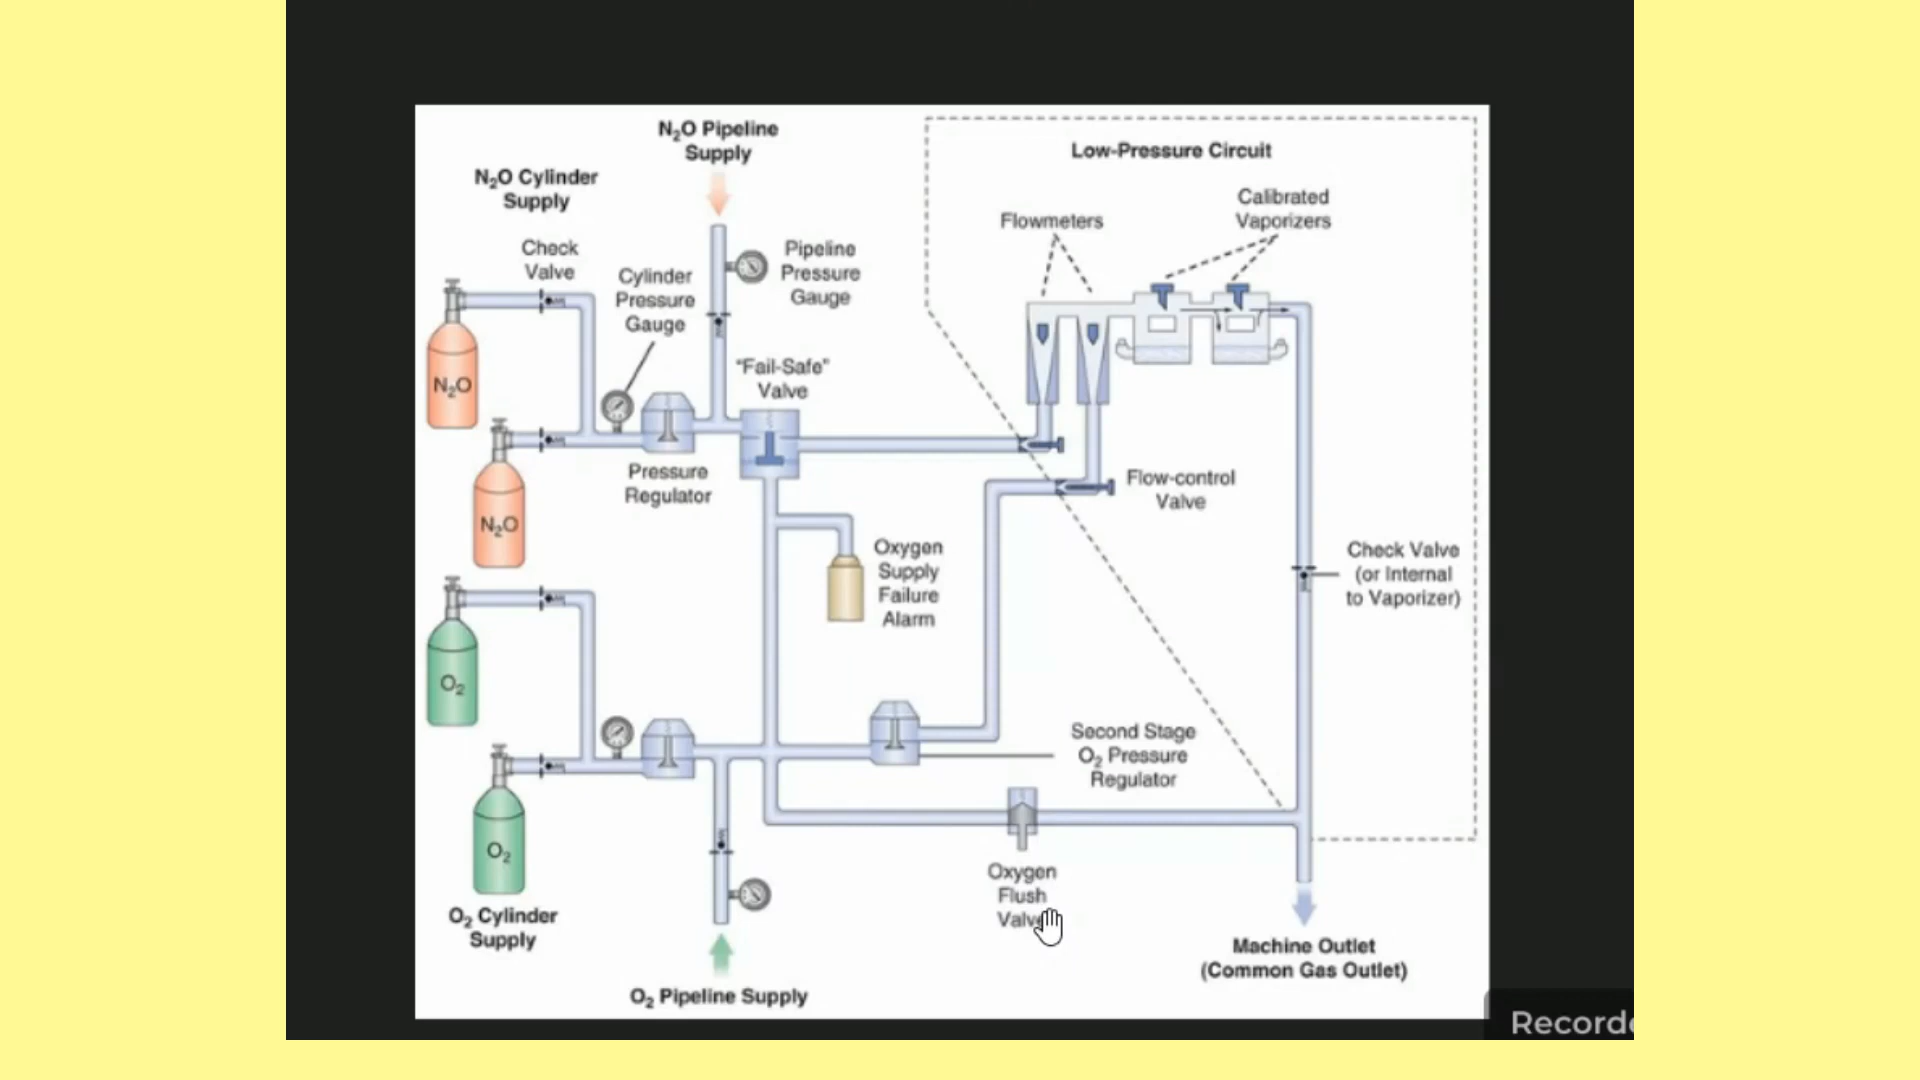 N₂O Pipeline
Supply
N₂O Cylinder
Supply
Check
Valve
Cylinder
Pressure
Gauge
Pipeline
Pressure
Gauge
"Fail-Safe"
Valve
N₂O
Pressure
Regulator
N₂O
Low-Pressure Circuit
Flowmeters
Calibrated
Vaporizers
Flow-control
Valve
Oxygen
Supply
Failure
Alarm
Check Valve
(or Internal
to Vaporizer)
O₂
O₂
Second Stage
O₂ Pressure
Regulator
Oxygen
Flush
O₂ Cylinder
Supply
O₂ Pipeline Supply
Machine Outlet
(Common Gas Outlet)